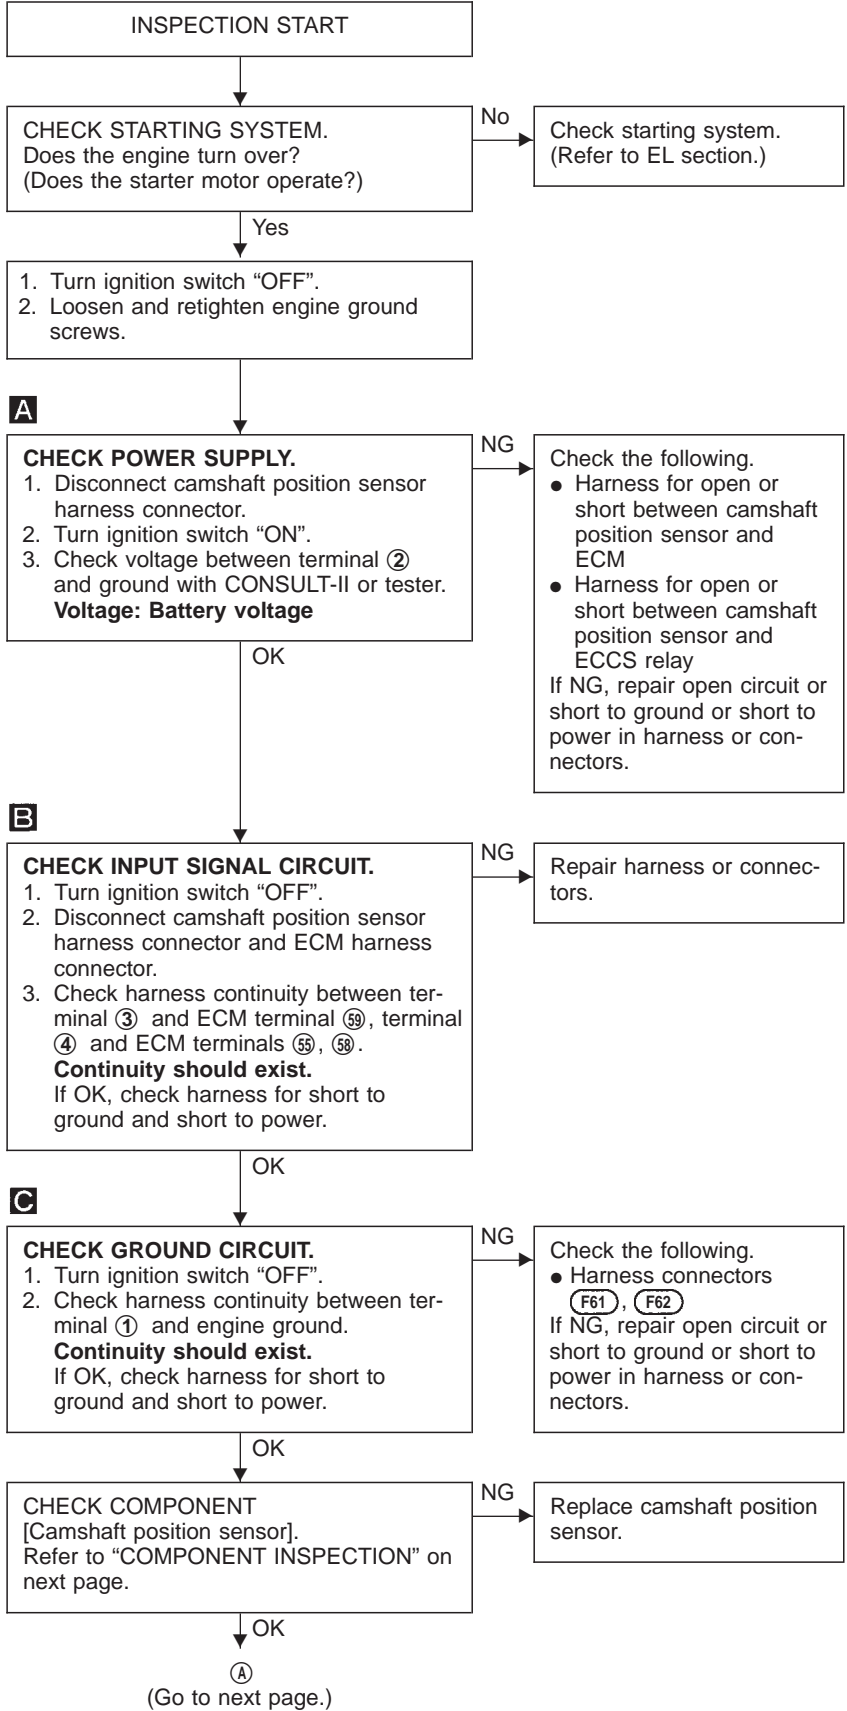 INSPECTION START
CHECK STARTING SYSTEM.
Does the engine turn over?
(Does the starter motor operate?)
No
Check starting system.
(Refer to EL section.)
Yes
1. Turn ignition switch “OFF”.
2. Loosen and retighten engine ground
screws.
A
CHECK POWER SUPPLY.
1. Disconnect camshaft position sensor
harness connector.
2. Turn ignition switch “ON”.
3. Check voltage between terminal ②
and ground with CONSULT-II or tester.
Voltage: Battery voltage
NG
Check the following.
● Harness for open or
short between camshaft
position sensor and
ECM
● Harness for open or
short between camshaft
position sensor and
ECCS relay
If NG, repair open circuit or
short to ground or short to
power in harness or con-
nectors.
OK
B
CHECK INPUT SIGNAL CIRCUIT.
1. Turn ignition switch “OFF”.
2. Disconnect camshaft position sensor
harness connector and ECM harness
connector.
3. Check harness continuity between ter-
minal ③ and ECM terminal 59, terminal
④ and ECM terminals 55, 58.
Continuity should exist.
If OK, check harness for short to
ground and short to power.
NG
Repair harness or connec-
tors.
OK
C
CHECK GROUND CIRCUIT.
1. Turn ignition switch “OFF”.
2. Check harness continuity between ter-
minal ① and engine ground.
Continuity should exist.
If OK, check harness for short to
ground and short to power.
NG
Check the following.
● Harness connectors
F61, F62
If NG, repair open circuit or
short to ground or short to
power in harness or con-
nectors.
OK
CHECK COMPONENT
[Camshaft position sensor].
Refer to “COMPONENT INSPECTION” on
next page.
NG
Replace camshaft position
sensor.
OK
Ⓐ
(Go to next page.)